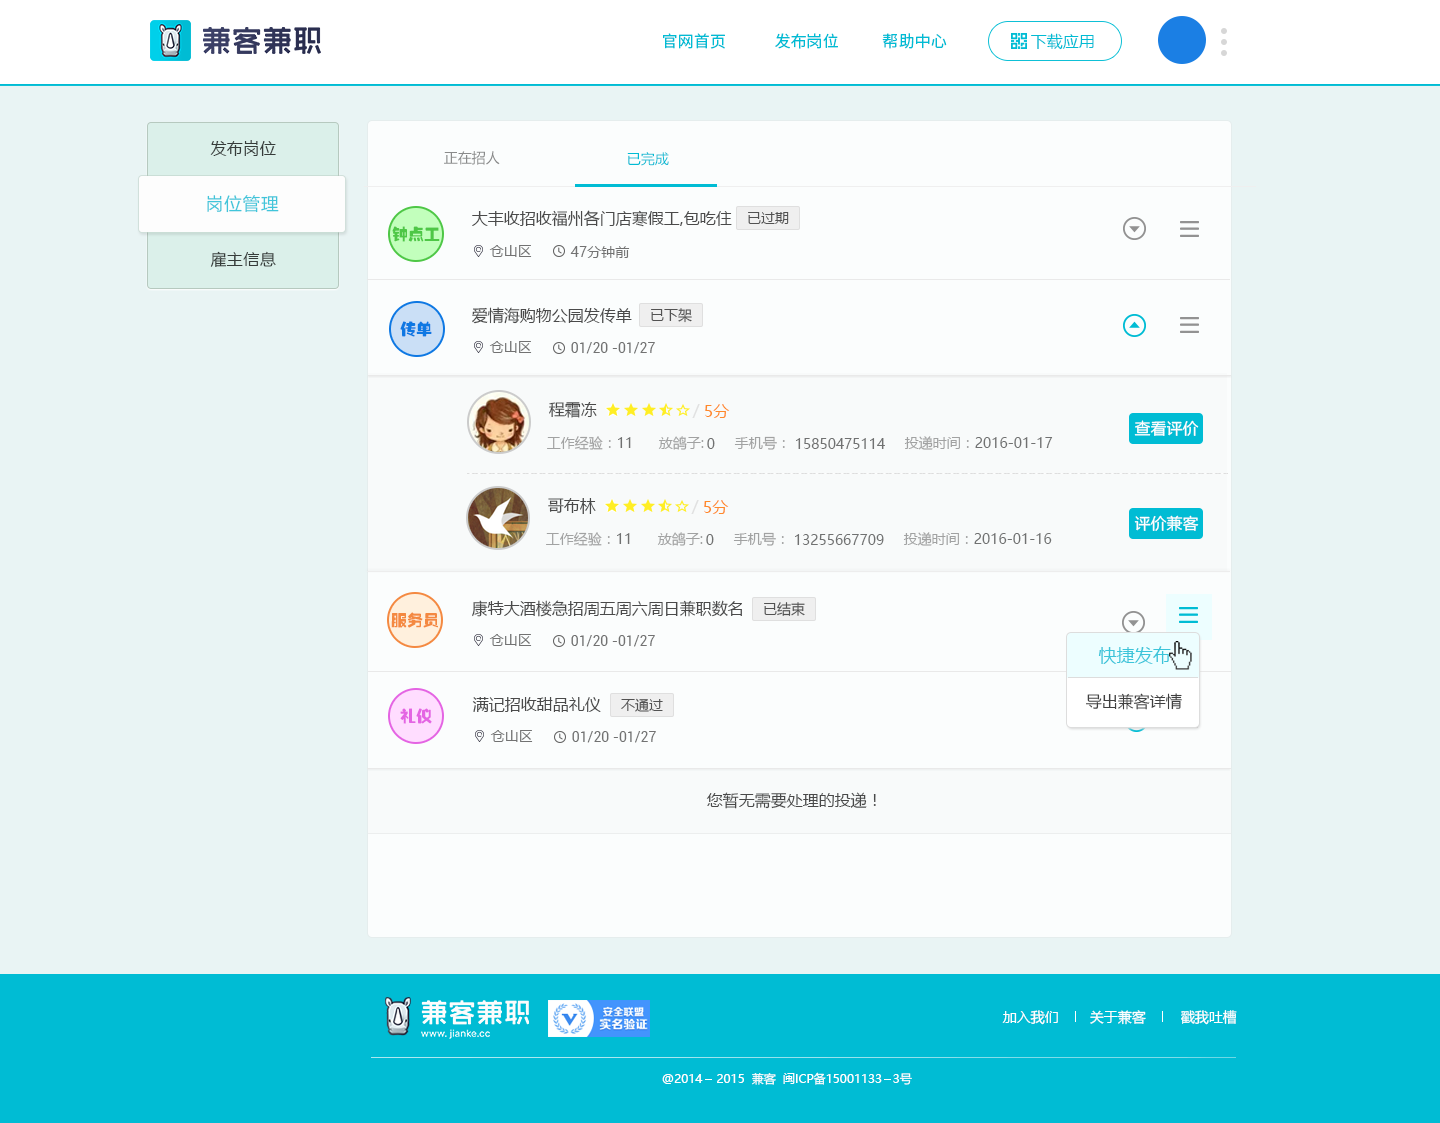 兼客兼职 官网首页 发布岗位 帮助中心 下载应用
发布岗位
岗位管理
雇主信息
正在招人 已完成
钟点工
大丰收招收福州各门店寒假工,包吃住 已过期
仓山区 47分钟前
传单
爱情海购物公园发传单 已下架
仓山区 01/20 -01/27
程霜冻 / 5分
工作经验：11 放鸽子:0 手机号： 15850475114 投递时间：2016-01-17
查看评价
哥布林 / 5分
工作经验：11 放鸽子:0 手机号： 13255667709 投递时间：2016-01-16
评价兼客
服务员
康特大酒楼急招周五周六周日兼职数名 已结束
仓山区 01/20 -01/27
快捷发布
导出兼客详情
礼仪
满记招收甜品礼仪 不通过
仓山区 01/20 -01/27
您暂无需要处理的投递！
兼客兼职
www.jianke.cc
安全联盟
实名验证
加入我们 关于兼客 戳我吐槽
@2014－2015 兼客 闽ICP备15001133－3号